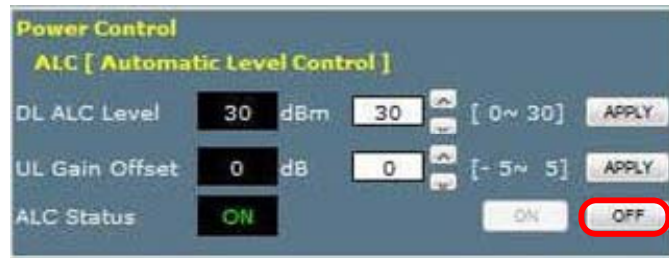 Power Control
ALC [ Automatic Level Control ]
DL ALC Level 30 dBm 30 [ 0~ 30] APPLY
UL Gain Offset 0 dB 0 [- 5~ 5] APPLY
ALC Status ON ON OFF